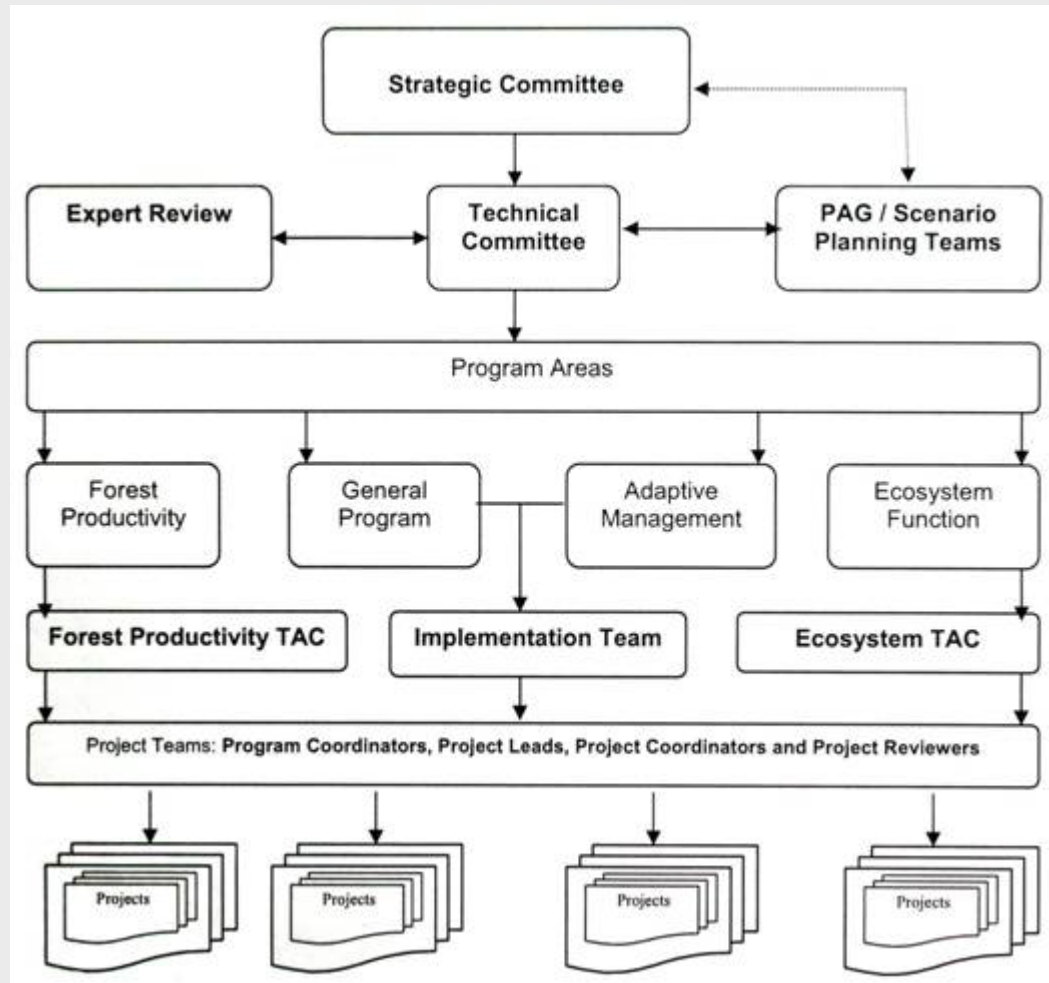 Strategic Committee
Expert Review
Technical
Committee
PAG / Scenario
Planning Teams
Program Areas
Forest
Productivity
General
Program
Adaptive
Management
Ecosystem
Function
Forest Productivity TAC
Implementation Team
Ecosystem TAC
Project Teams: Program Coordinators, Project Leads, Project Coordinators and Project Reviewers
Projects
Projects
Projects
Projects